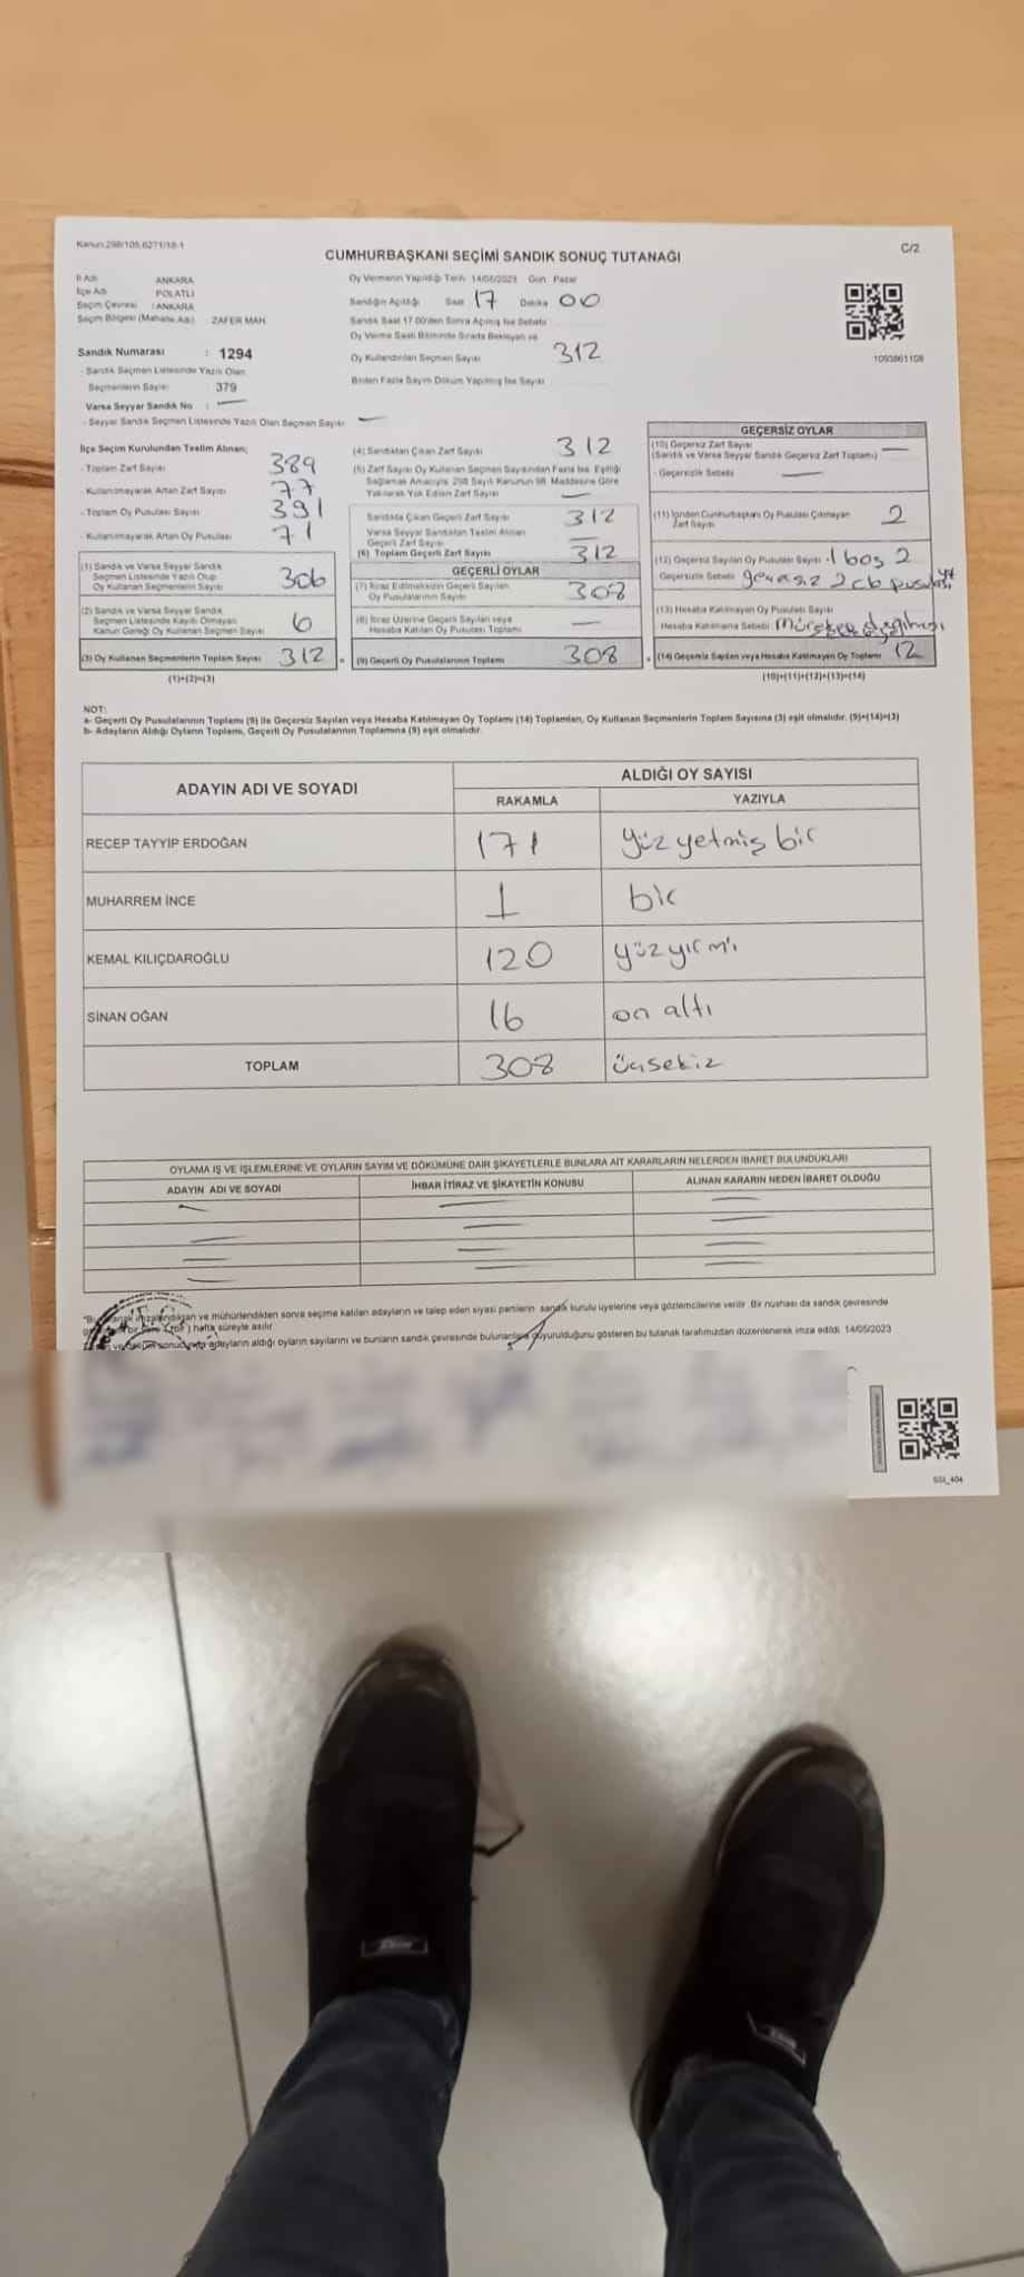 Kanun 298/105,6271/18-1
C/2
CUMHURBAŞKANI SEÇİMİ SANDIK SONUÇ TUTANAĞI
İl Adı ANKARA
İlçe Adı POLATLI
Seçim Çevresi : ANKARA
Seçim Bölgesi (Mahalle Adı) ZAFER MAH
Oy Vermenin Yapıldığı Tarih 14/05/2023 Gün Pazar
Sandığın Açıldığı Saat 17 Dakika 00
Sandık Saat 17.00'den Sonra Açılmış İse Sebebi
Oy Verme Saati Bitiminde Sırada Bekleyen ve
Oy Kullandırılan Seçmen Sayısı 312
Birden Fazla Sayım Döküm Yapılmış İse Sayısı
1093861108
Sandık Numarası : 1294
- Sandık Seçmen Listesinde Yazılı Olan
Seçmenlerin Sayısı 379
Varsa Seyyar Sandık No : —
- Seyyar Sandık Seçmen Listesinde Yazılı Olan Seçmen Sayısı —
İlçe Seçim Kurulundan Teslim Alınan;
- Toplam Zarf Sayısı 389
- Kullanılmayarak Artan Zarf Sayısı 77
- Toplam Oy Pusulası Sayısı 391
- Kullanılmayarak Artan Oy Pusulası 71
(1) Sandık ve Varsa Seyyar Sandık
Seçmen Listesinde Yazılı Olup
Oy Kullanan Seçmenlerin Sayısı 306
(2) Sandık ve Varsa Seyyar Sandık
Seçmen Listesinde Kayıtlı Olmayan
Kanun Gereği Oy Kullanan Seçmen Sayısı 6
(3) Oy Kullanan Seçmenlerin Toplam Sayısı 312
(1)+(2)=(3)
(4) Sandıktan Çıkan Zarf Sayısı 312
(5) Zarf Sayısı Oy Kullanan Seçmen Sayısından Fazla İse, Eşitliği
Sağlamak Amacıyla 298 Sayılı Kanunun 98. Maddesine Göre
Yakılarak Yok Edilen Zarf Sayısı —
Sandıkta Çıkan Geçerli Zarf Sayısı 312
Varsa Seyyar Sandıktan Teslim Alınan
Geçerli Zarf Sayısı —
(6) Toplam Geçerli Zarf Sayısı 312
GEÇERLİ OYLAR
(7) İtiraz Edilmeksizin Geçerli Sayılan
Oy Pusulalarının Sayısı 308
(8) İtiraz Üzerine Geçerli Sayılan veya
Hesaba Katılan Oy Pusulası Toplamı —
= (9) Geçerli Oy Pusulalarının Toplamı 308
GEÇERSİZ OYLAR
(10) Geçersiz Zarf Sayısı
(Sandık ve Varsa Seyyar Sandık Geçersiz Zarf Toplamı) —
- Geçersizlik Sebebi —
(11) İçinden Cumhurbaşkanı Oy Pusulası Çıkmayan
Zarf Sayısı 2
(12) Geçersiz Sayılan Oy Pusulası Sayısı 1 boş 2
Geçersizlik Sebebi geçersiz 2 cb pusulası
(13) Hesaba Katılmayan Oy Pusulası Sayısı
Hesaba Katılmama Sebebi Mürekkep dağılması
+ (14) Geçersiz Sayılan veya Hesaba Katılmayan Oy Toplamı 12
(10)+(11)+(12)+(13)=(14)
NOT:
a- Geçerli Oy Pusulalarının Toplamı (9) ile Geçersiz Sayılan veya Hesaba Katılmayan Oy Toplamı (14) Toplamları, Oy Kullanan Seçmenlerin Toplam Sayısına (3) eşit olmalıdır. (9)+(14)=(3)
b- Adayların Aldığı Oyların Toplamı, Geçerli Oy Pusulalarının Toplamına (9) eşit olmalıdır.
ADAYIN ADI VE SOYADI
ALDIĞI OY SAYISI
RAKAMLA YAZIYLA
RECEP TAYYİP ERDOĞAN 171 yüz yetmiş bir
MUHARREM İNCE 1 bir
KEMAL KILIÇDAROĞLU 120 yüz yirmi
SİNAN OĞAN 16 on altı
TOPLAM 308 üçsekiz
OYLAMA İŞ VE İŞLEMLERİNE VE OYLARIN SAYIM VE DÖKÜMÜNE DAİR ŞİKAYETLERLE BUNLARA AİT KARARLARIN NELERDEN İBARET BULUNDUKLARI
ADAYIN ADI VE SOYADI İHBAR İTİRAZ VE ŞİKAYETİN KONUSU ALINAN KARARIN NEDEN İBARET OLDUĞU
ve mühürlendikten sonra seçime katılan adayların ve talep eden siyasi partilerin sandık kurulu üyelerine veya gözlemcilerine verilir. Bir nüshası da sandık çevresinde
hafta süreyle asılır.
adayların aldığı oyların sayılarını ve bunların sandık çevresinde duyurulduğunu gösteren bu tutanak tarafımızdan düzenlenerek imza edildi. 14/05/2023